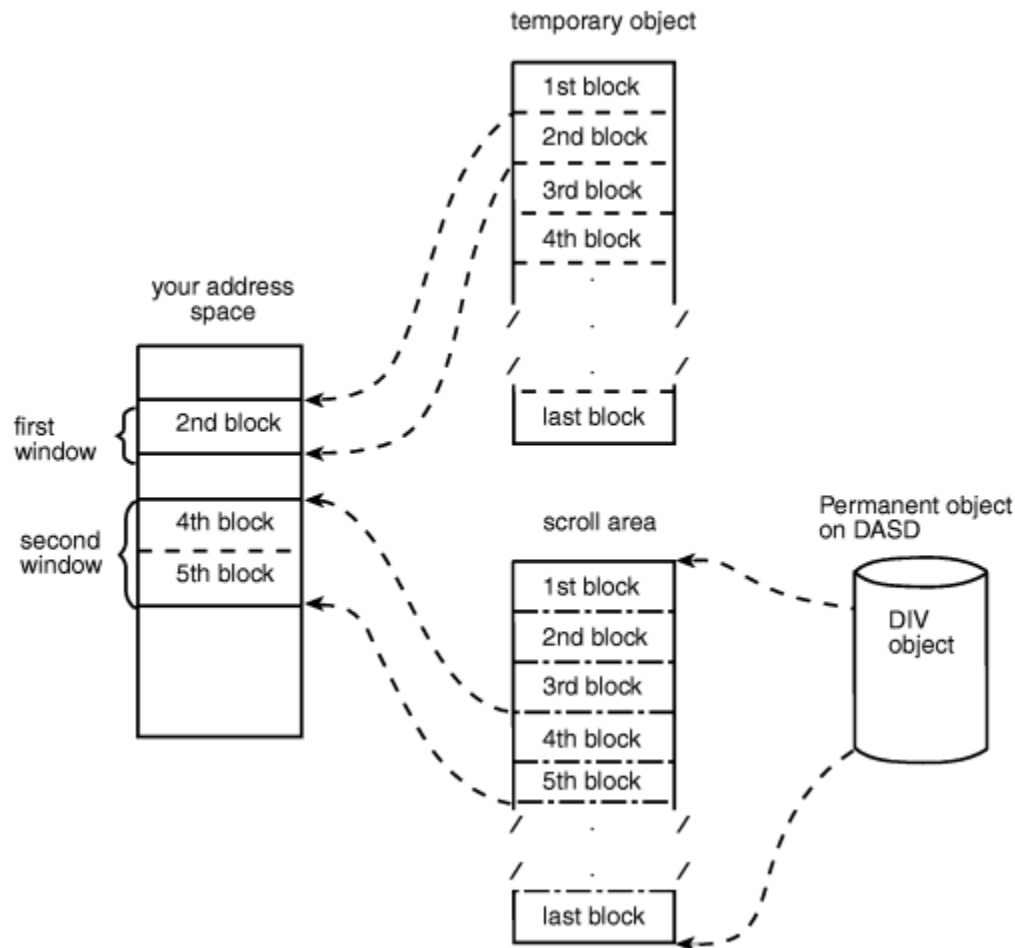 temporary object
1st block
2nd block
3rd block
4th block
.
.
.
last block
your address
space
first
window
2nd block
second
window
4th block
5th block
scroll area
1st block
2nd block
3rd block
4th block
5th block
.
.
last block
Permanent object
on DASD
DIV
object